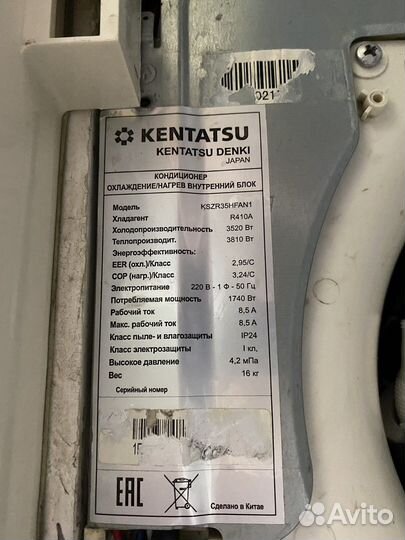 021
KENTATSU
KENTATSU DENKI
JAPAN
КОНДИЦИОНЕР
ОХЛАЖДЕНИЕ/НАГРЕВ ВНУТРЕННИЙ БЛОК
Модель KSZR35HFAN1
Хладагент R410A
Холодопроизводительность 3520 Вт
Теплопроизводит. 3810 Вт
Энергоэффективность:
EER (охл.)/Класс 2,95/C
COP (нагр.)/Класс 3,24/C
Электропитание 220 В - 1 Ф - 50 Гц
Потребляемая мощность 1740 Вт
Рабочий ток 8,5 А
Макс. рабочий ток 8,5 А
Класс пыле- и влагозащиты IP24
Класс электрозащиты I кл.
Высокое давление 4,2 мПа
Вес 16 кг
Серийный номер
EAC
Сделано в Китае
Avito